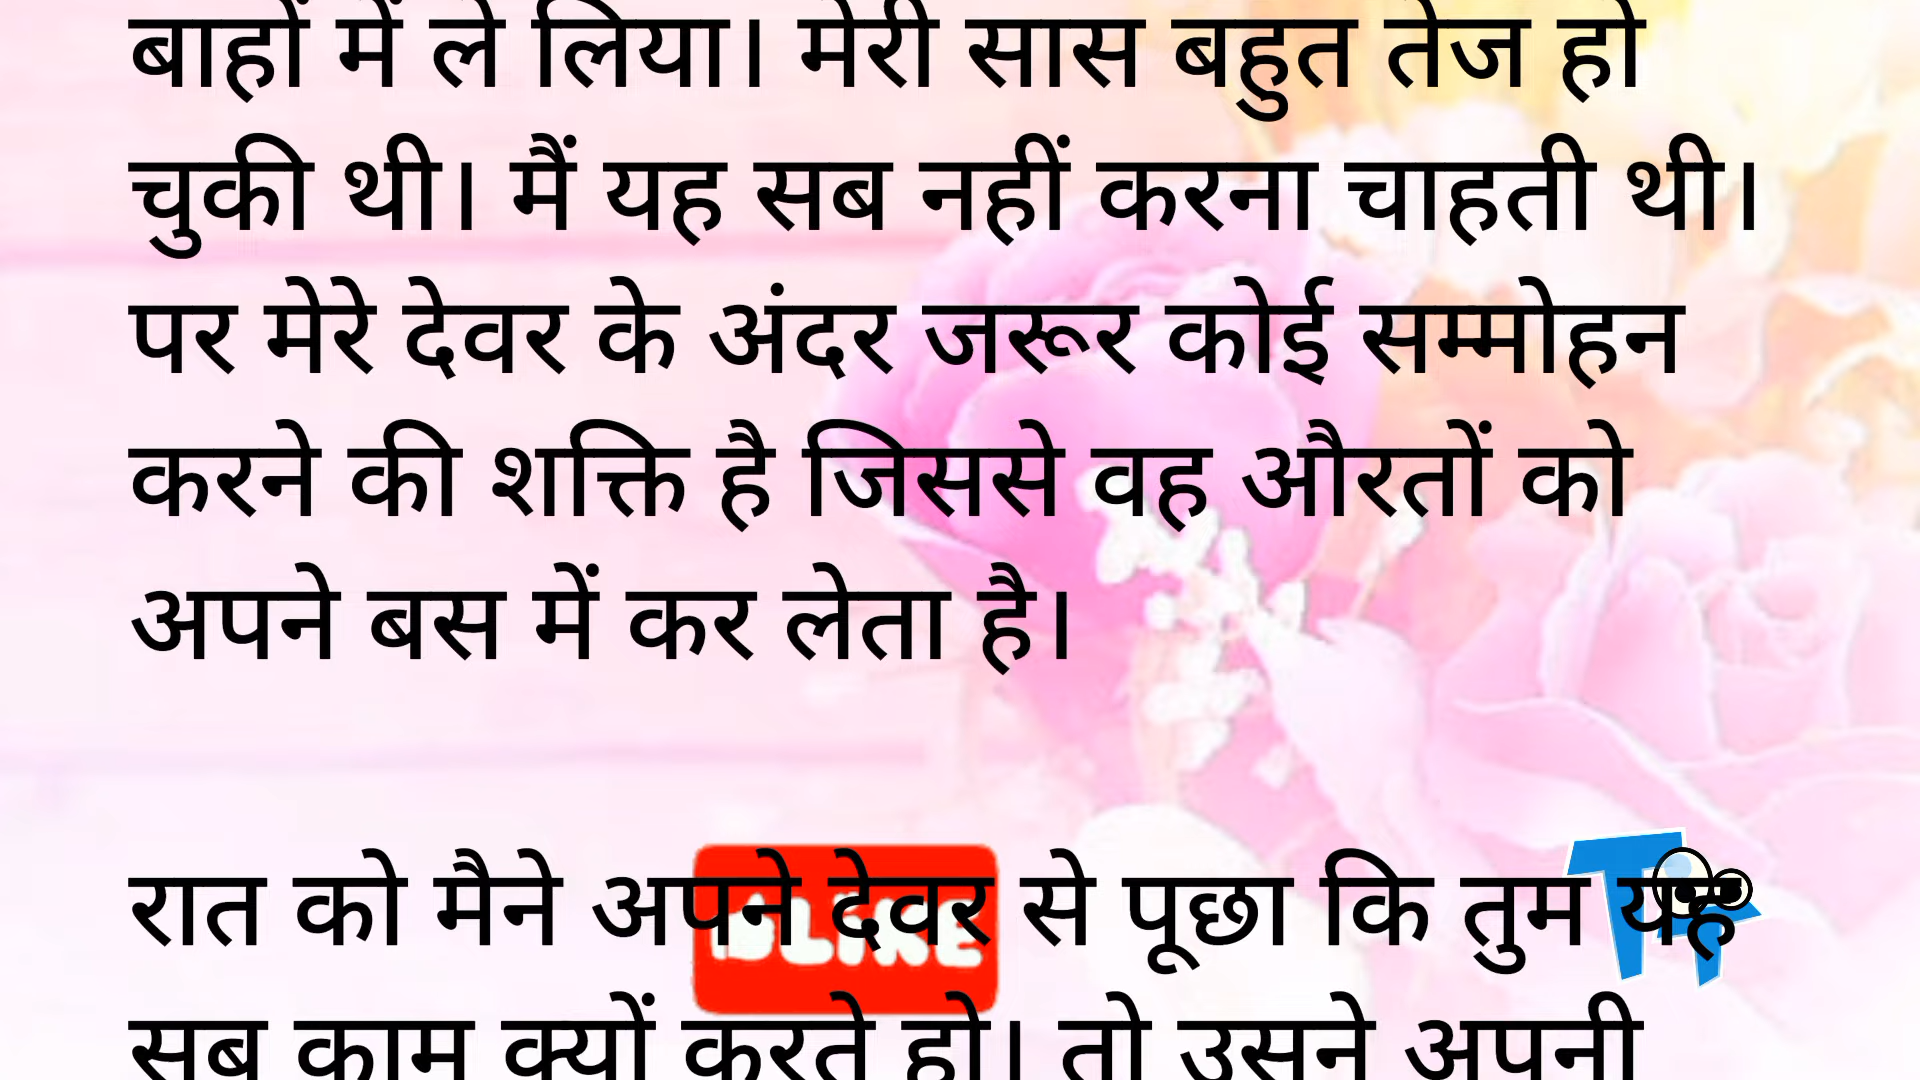 बाहों में ले लिया। मेरी सास बहुत तेज हो
चुकी थी। मैं यह सब नहीं करना चाहती थी।
पर मेरे देवर के अंदर जरूर कोई सम्मोहन
करने की शक्ति है जिससे वह औरतों को
अपने बस में कर लेता है।
रात को मैने अपने देवर से पूछा कि तुम यह
LIKE
सब काम क्यों करते हो। तो उसने अपनी